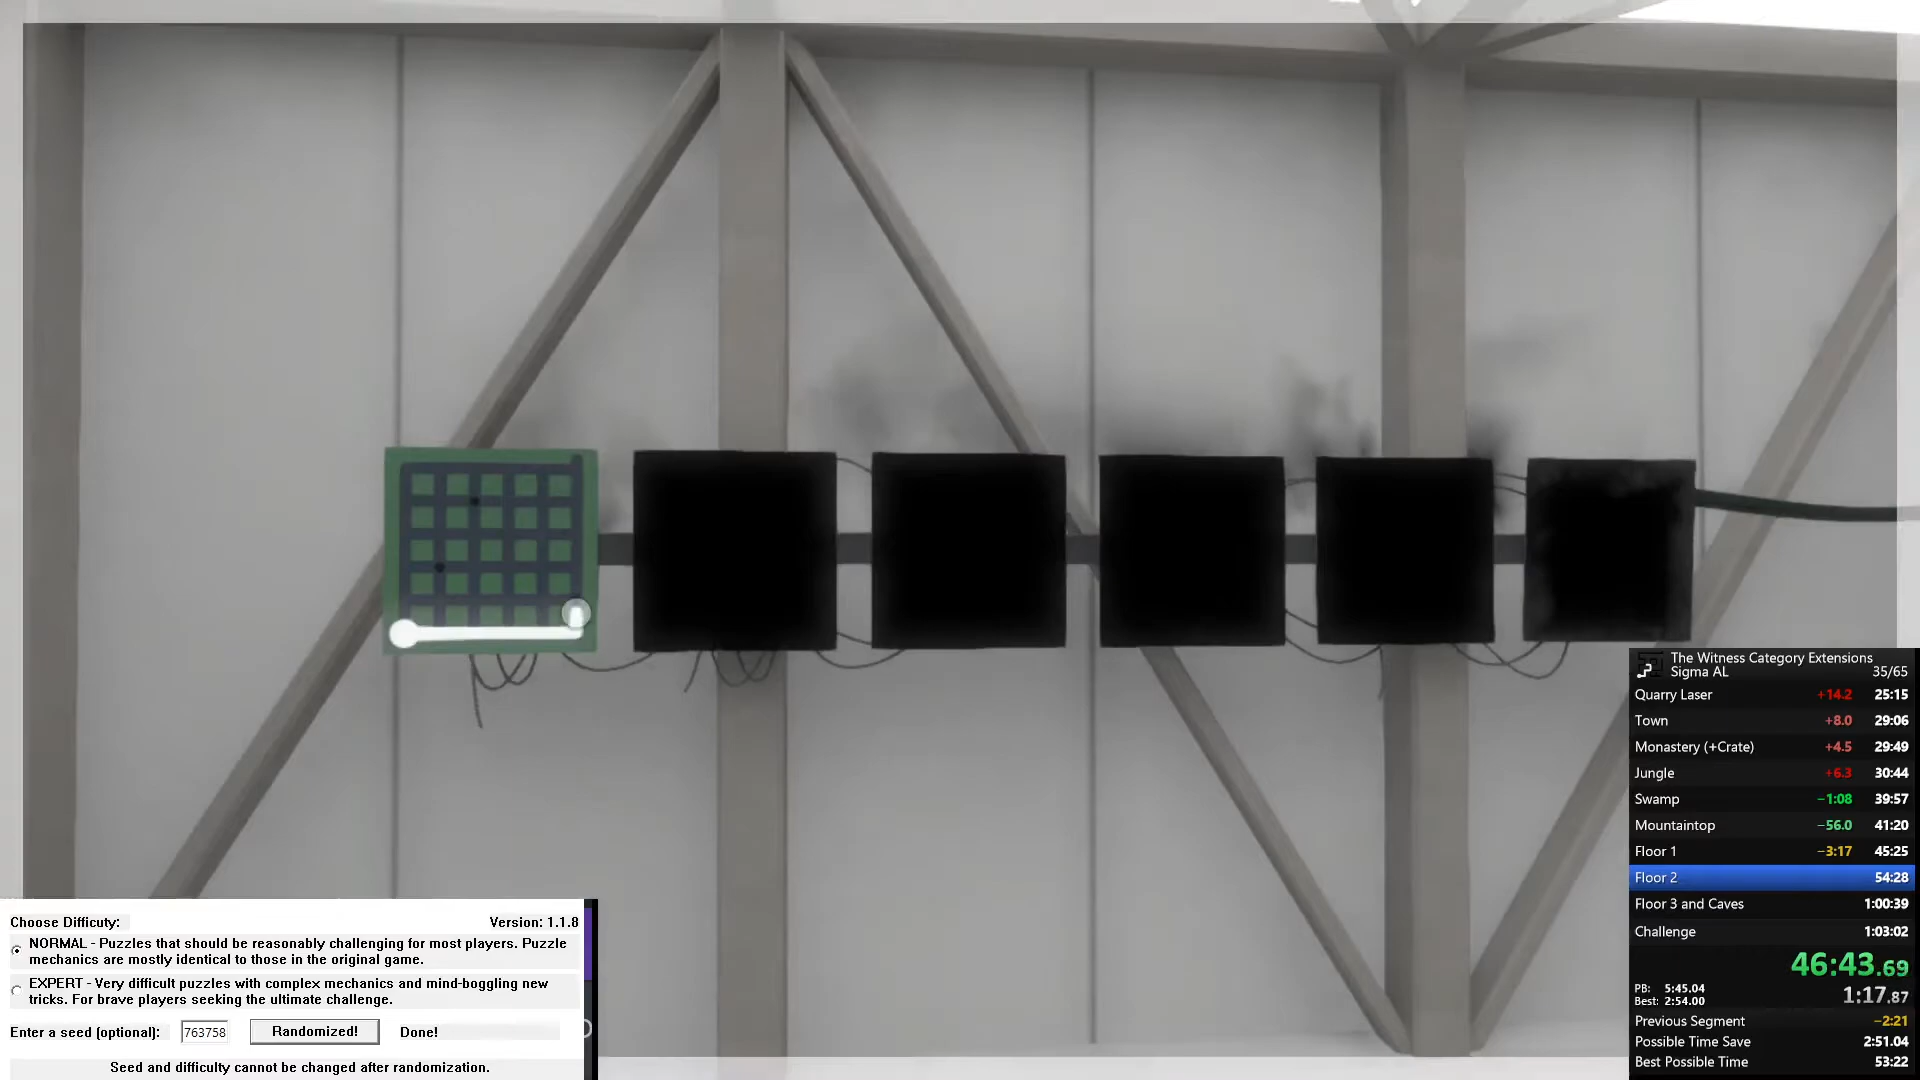 The Witness Category Extensions
Sigma AL 35/65
Quarry Laser +14.2 25:15
Town +8.0 29:06
Monastery (+Crate) +4.5 29:49
Jungle +6.3 30:44
Swamp −1:08 39:57
Mountaintop −56.0 41:20
Floor 1 −3:17 45:25
Floor 2 54:28
Floor 3 and Caves 1:00:39
Challenge 1:03:02
46:43.69
PB: 5:45.04
Best: 2:54.00
1:17.87
Previous Segment −2:21
Possible Time Save 2:51.04
Best Possible Time 53:22
Choose Difficuty: Version: 1.1.8
NORMAL - Puzzles that should be reasonably challenging for most players. Puzzle
mechanics are mostly identical to those in the original game.
EXPERT - Very difficult puzzles with complex mechanics and mind-boggling new
tricks. For brave players seeking the ultimate challenge.
Enter a seed (optional): 763758 Randomized! Done!
Seed and difficulty cannot be changed after randomization.